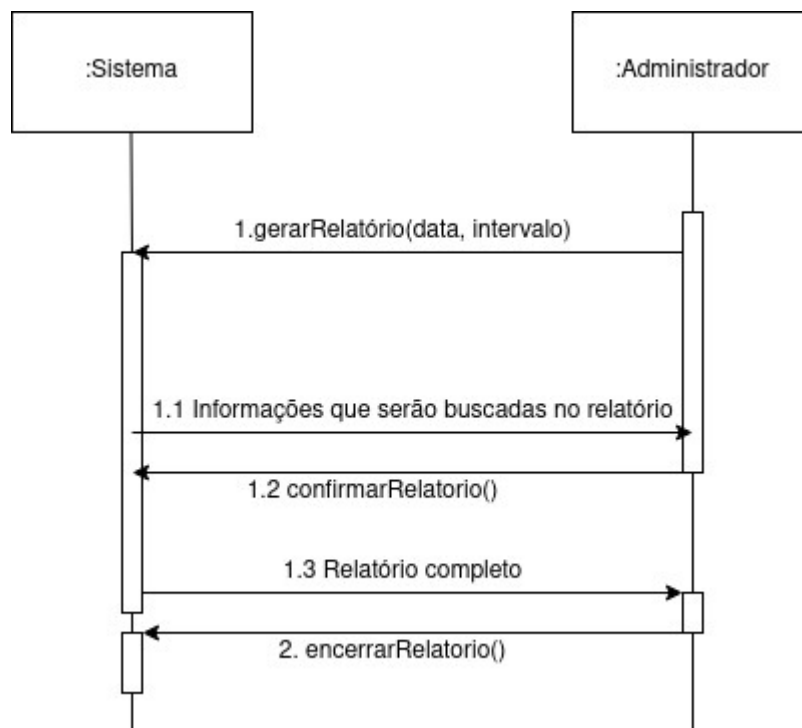 :Sistema
:Administrador
1.gerarRelatório(data, intervalo)
1.1 Informações que serão buscadas no relatório
1.2 confirmarRelatorio()
1.3 Relatório completo
2. encerrarRelatorio()